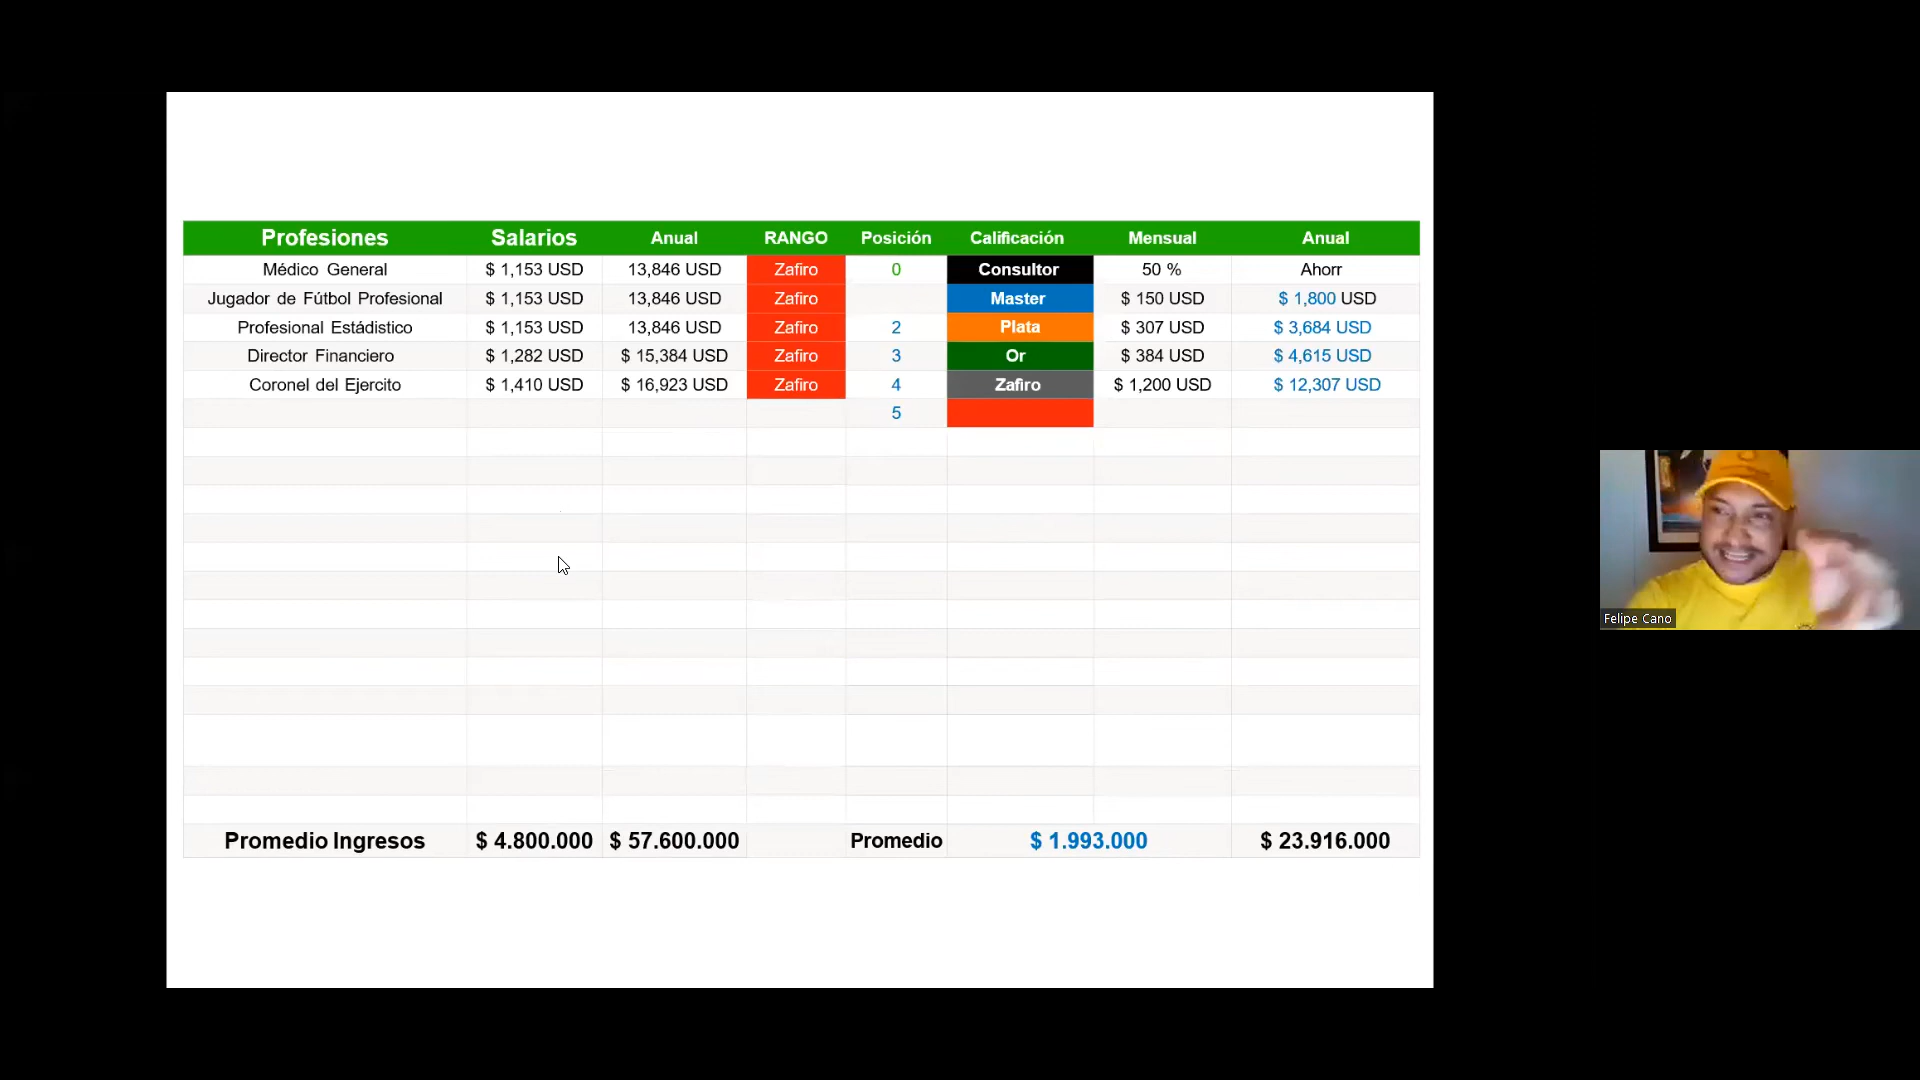 Profesiones Salarios Anual RANGO Posición Calificación Mensual Anual
Médico General $ 1,153 USD 13,846 USD Zafiro 0 Consultor 50 % Ahorr
Jugador de Fútbol Profesional $ 1,153 USD 13,846 USD Zafiro Master $ 150 USD $ 1,800 USD
Profesional Estádistico $ 1,153 USD 13,846 USD Zafiro 2 Plata $ 307 USD $ 3,684 USD
Director Financiero $ 1,282 USD $ 15,384 USD Zafiro 3 Or $ 384 USD $ 4,615 USD
Coronel del Ejercito $ 1,410 USD $ 16,923 USD Zafiro 4 Zafiro $ 1,200 USD $ 12,307 USD
5
Promedio Ingresos $ 4.800.000 $ 57.600.000 Promedio $ 1.993.000 $ 23.916.000
Felipe Cano